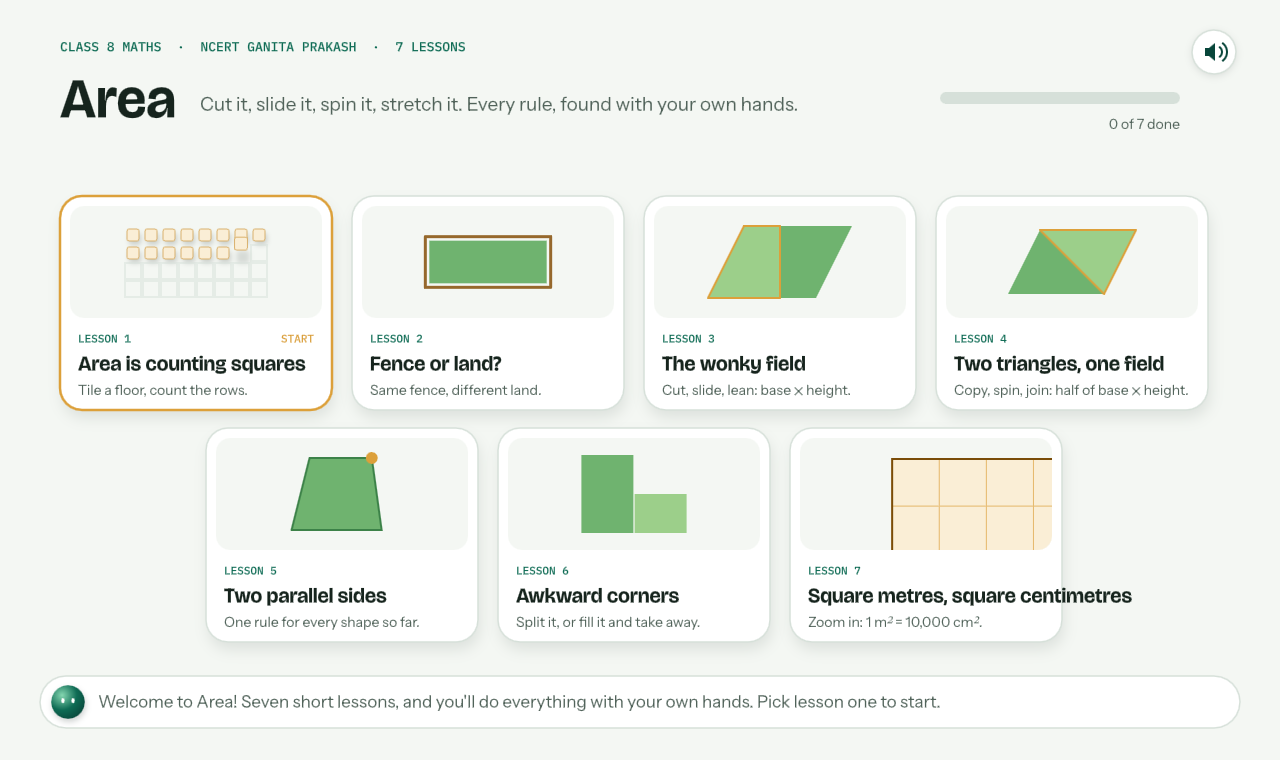 CLASS 8 MATHS · NCERT GANITA PRAKASH · 7 LESSONS
Area
Cut it, slide it, spin it, stretch it. Every rule, found with your own hands.
0 of 7 done
LESSON 1 START
Area is counting squares
Tile a floor, count the rows.
LESSON 2
Fence or land?
Same fence, different land.
LESSON 3
The wonky field
Cut, slide, lean: base × height.
LESSON 4
Two triangles, one field
Copy, spin, join: half of base × height.
LESSON 5
Two parallel sides
One rule for every shape so far.
LESSON 6
Awkward corners
Split it, or fill it and take away.
LESSON 7
Square metres, square centimetres
Zoom in: 1 m² = 10,000 cm².
Welcome to Area! Seven short lessons, and you'll do everything with your own hands. Pick lesson one to start.